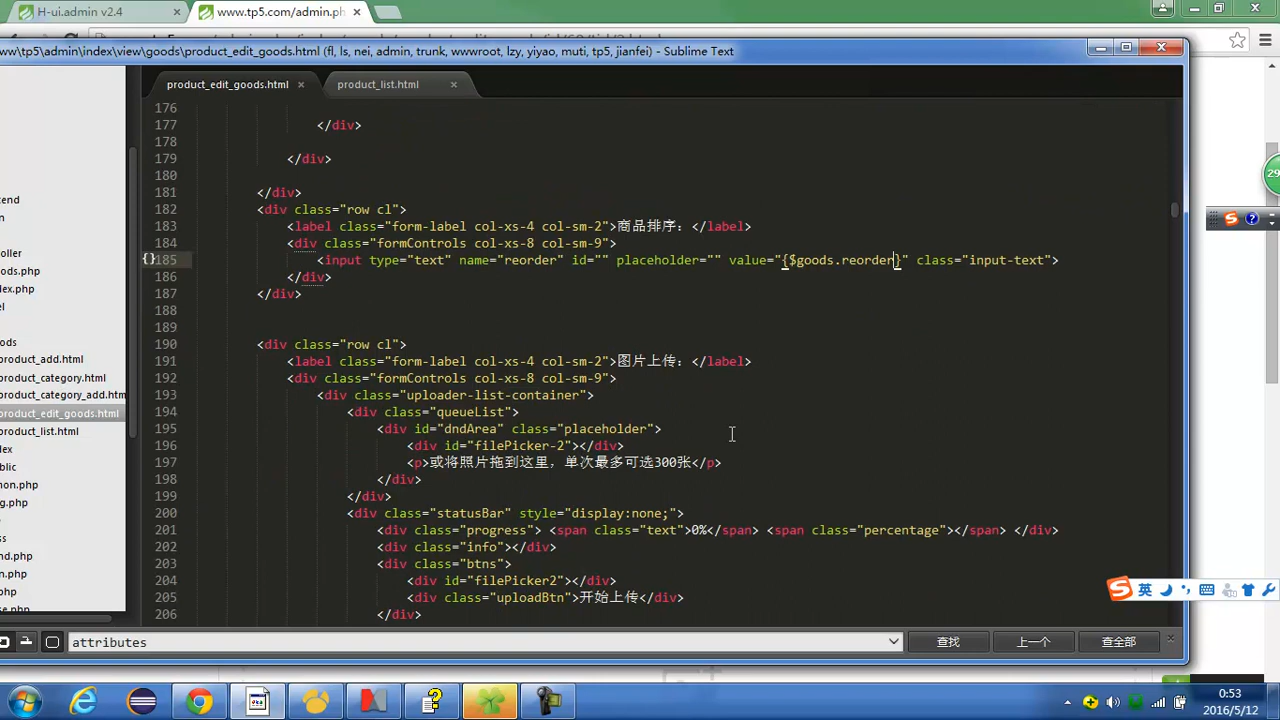 H-ui.admin v2.4
www.tp5.com/admin.ph
www\tp5\admin\index\view\goods\product_edit_goods.html (fl, ls, nei, admin, trunk, wwwroot, lzy, yiyao, muti, tp5, jianfei) - Sublime Text
product_edit_goods.html
product_list.html
176
177 </div>
178
179 </div>
180
181 </div>
182 <div class="row cl">
183 <label class="form-label col-xs-4 col-sm-2">商品排序：</label>
184 <div class="formControls col-xs-8 col-sm-9">
{}185 <input type="text" name="reorder" id="" placeholder="" value="{$goods.reorder}" class="input-text">
186 </div>
187 </div>
188
189
190 <div class="row cl">
191 <label class="form-label col-xs-4 col-sm-2">图片上传：</label>
192 <div class="formControls col-xs-8 col-sm-9">
193 <div class="uploader-list-container">
194 <div class="queueList">
195 <div id="dndArea" class="placeholder">
196 <div id="filePicker-2"></div>
197 <p>或将照片拖到这里，单次最多可选300张</p>
198 </div>
199 </div>
200 <div class="statusBar" style="display:none;">
201 <div class="progress"> <span class="text">0%</span> <span class="percentage"></span> </div>
202 <div class="info"></div>
203 <div class="btns">
204 <div id="filePicker2"></div>
205 <div class="uploadBtn">开始上传</div>
206 </div>
tend
n
oller
ods.php
e.php
el
ods
product_add.html
product_category.html
product_category_add.htm
product_edit_goods.html
product_list.html
dex
blic
mon.php
g.php
ss
nd.php
n.php
se.php
29
英
attributes
查找
上一个
查全部
0:53
2016/5/12